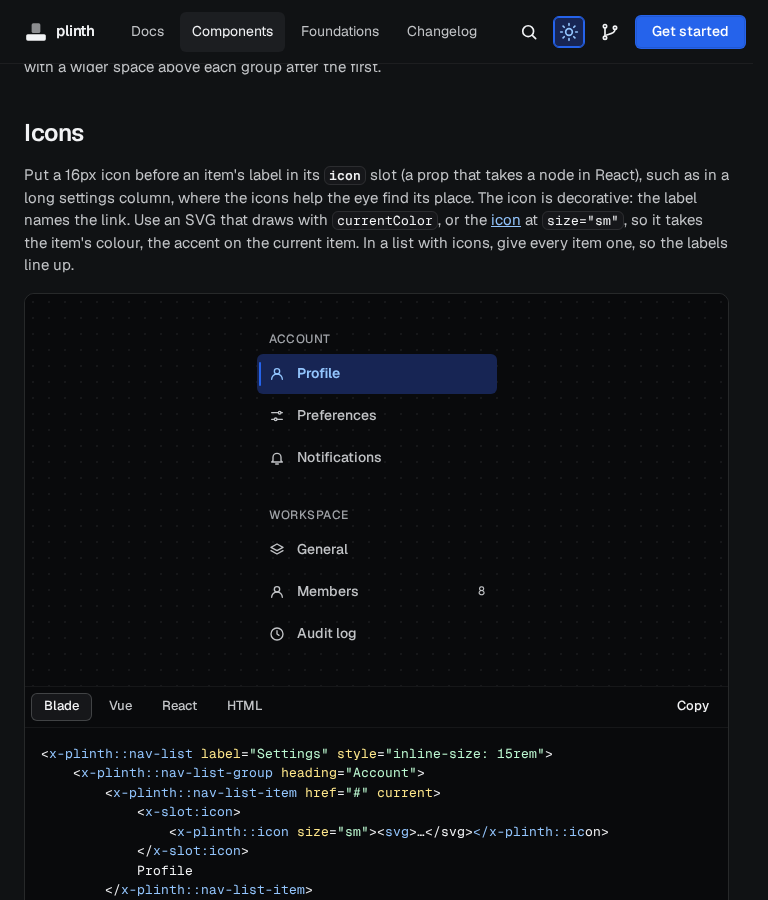 plinth Docs Components Foundations Changelog Get started
with a wider space above each group after the first.
Icons
Put a 16px icon before an item's label in its icon slot (a prop that takes a node in React), such as in a
long settings column, where the icons help the eye find its place. The icon is decorative: the label
names the link. Use an SVG that draws with currentColor, or the icon at size="sm", so it takes
the item's colour, the accent on the current item. In a list with icons, give every item one, so the labels
line up.
ACCOUNT
Profile
Preferences
Notifications
WORKSPACE
General
Members 8
Audit log
Blade Vue React HTML Copy
<x-plinth::nav-list label="Settings" style="inline-size: 15rem">
    <x-plinth::nav-list-group heading="Account">
        <x-plinth::nav-list-item href="#" current>
            <x-slot:icon>
                <x-plinth::icon size="sm"><svg>…</svg></x-plinth::icon>
            </x-slot:icon>
            Profile
        </x-plinth::nav-list-item>